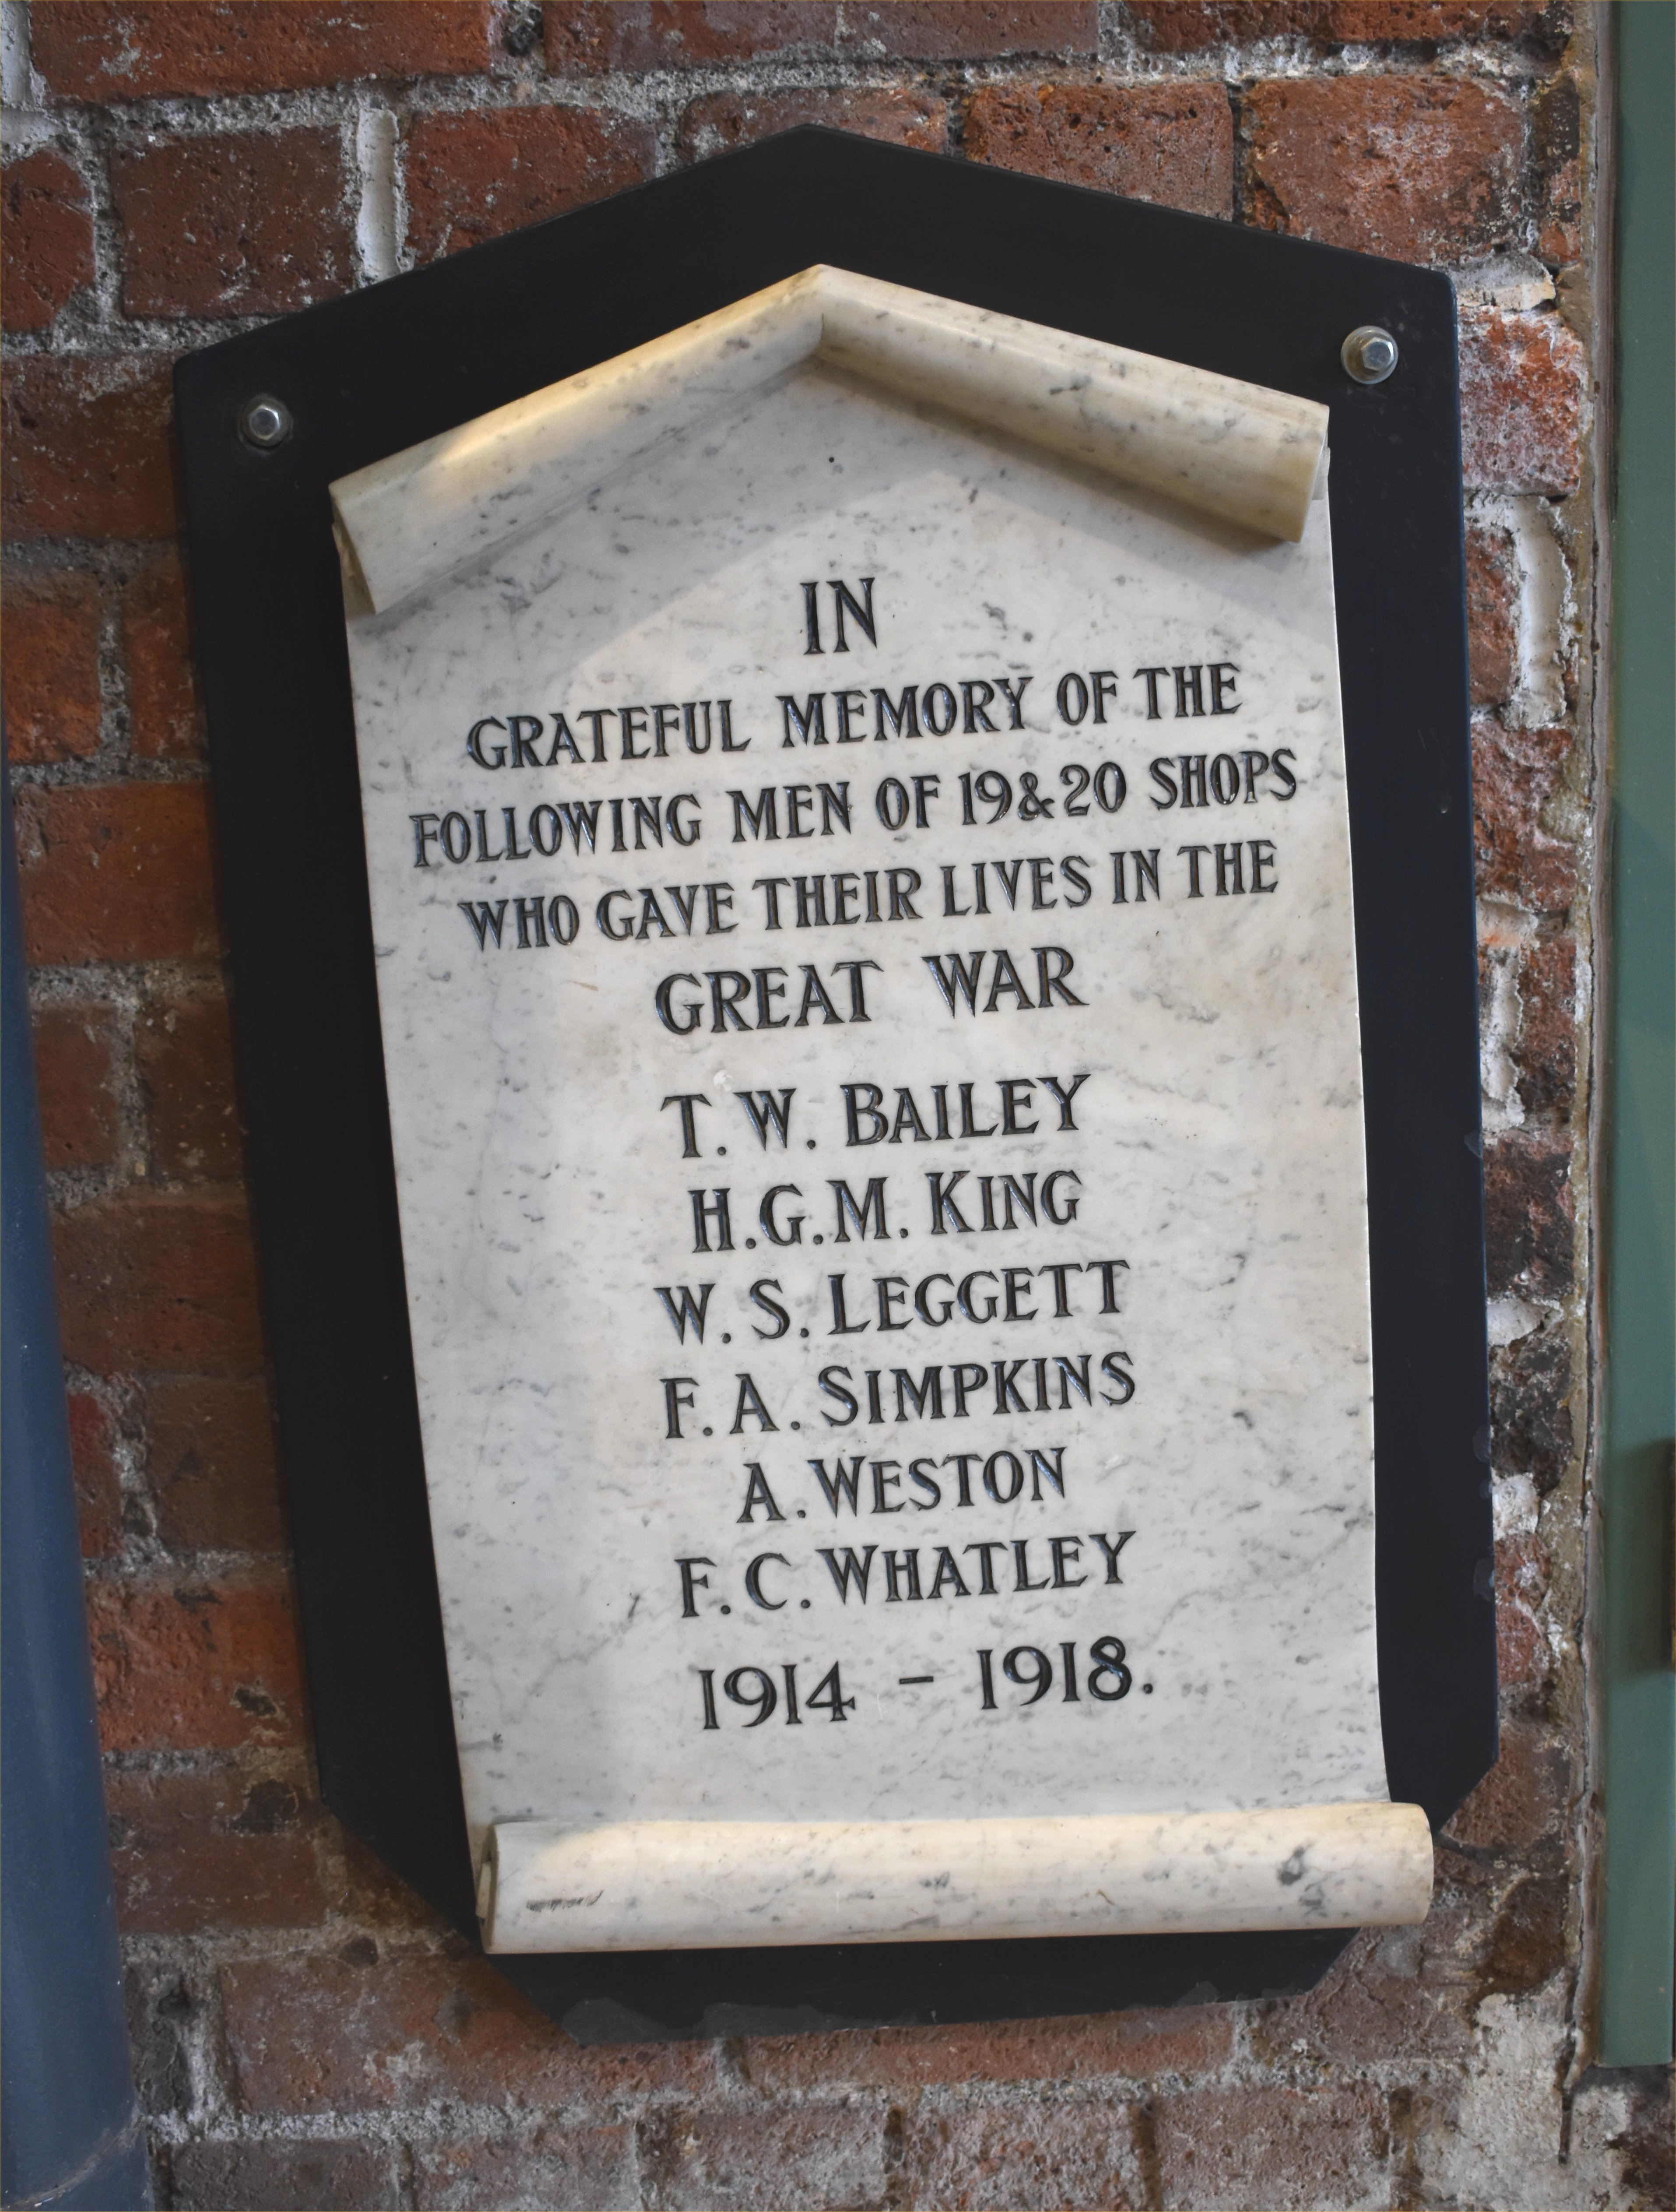 IN
GRATEFUL MEMORY OF THE
FOLLOWING MEN OF 19&20 SHOPS
WHO GAVE THEIR LIVES IN THE
GREAT WAR
T. W. BAILEY
H.G.M. KING
W. S. LEGGETT
F. A. SIMPKINS
A. WESTON
F. C. WHATLEY
1914 - 1918.